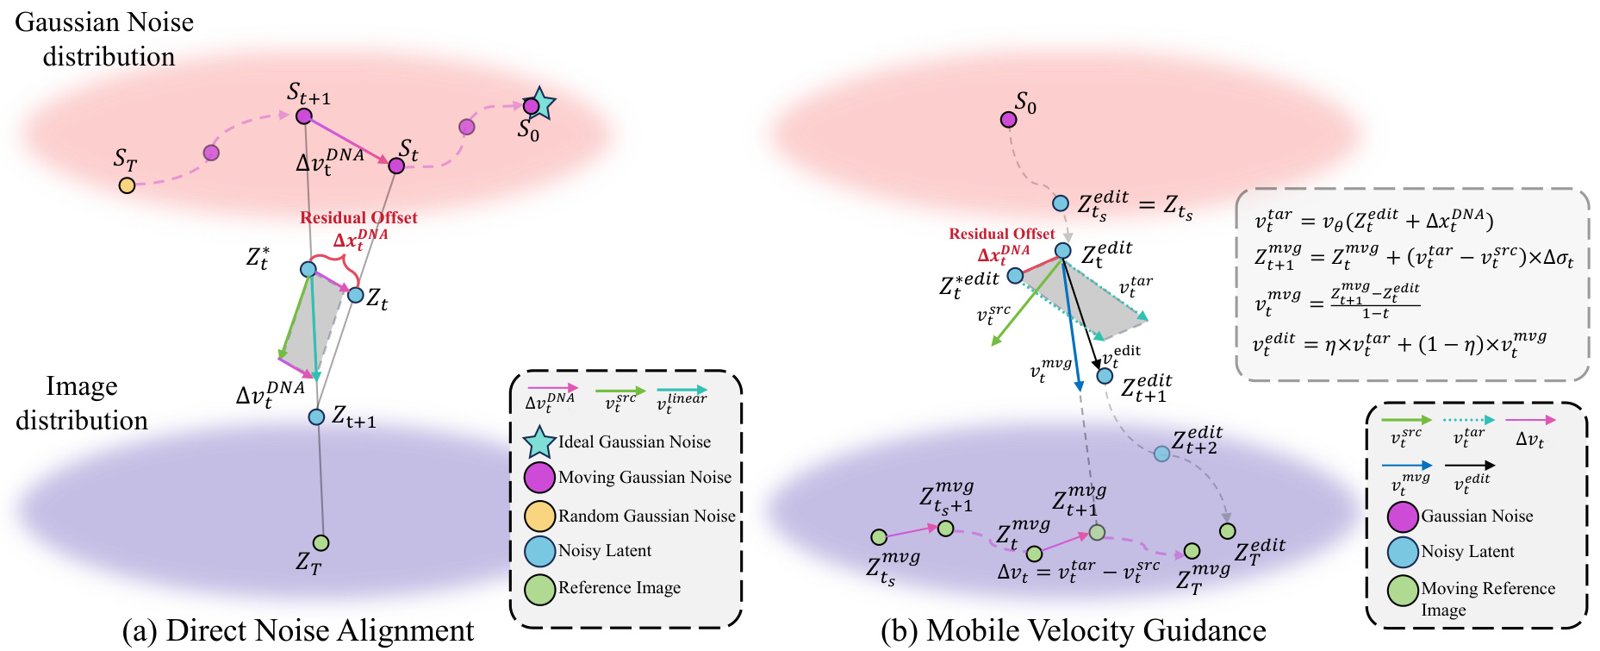 Gaussian Noise
distribution
S_T
S_{t+1}
Δv_t^{DNA}
S_t
S_0
Residual Offset
Δx_t^{DNA}
Z_t^*
Z_t
Δv_t^{DNA}
Z_{t+1}
Image
distribution
Z_T
Δv_t^{DNA} v_t^{src} v_t^{linear}
Ideal Gaussian Noise
Moving Gaussian Noise
Random Gaussian Noise
Noisy Latent
Reference Image
(a) Direct Noise Alignment
S_0
Z_{t_s}^{edit} = Z_{t_s}
Residual Offset
Δx_t^{DNA}
Z_t^{edit}
Z_t^{*edit}
v_t^{tar}
v_t^{src}
v_t^{mvg}
v_t^{edit}
Z_{t+1}^{edit}
Z_{t+2}^{edit}
Z_{t_s+1}^{mvg}
Z_{t+1}^{mvg}
Z_t^{mvg}
Z_{t_s}^{mvg}
Δv_t = v_t^{tar} − v_t^{src}
Z_T^{mvg}
Z_T^{edit}
v_t^{tar} = v_θ(Z_t^{edit} + Δx_t^{DNA})
Z_{t+1}^{mvg} = Z_t^{mvg} + (v_t^{tar} − v_t^{src})×Δσ_t
v_t^{mvg} = \frac{Z_{t+1}^{mvg}−Z_t^{edit}}{1−t}
v_t^{edit} = η×v_t^{tar} + (1 − η)×v_t^{mvg}
v_t^{src} v_t^{tar} Δv_t
v_t^{mvg} v_t^{edit}
Gaussian Noise
Noisy Latent
Moving Reference
Image
(b) Mobile Velocity Guidance